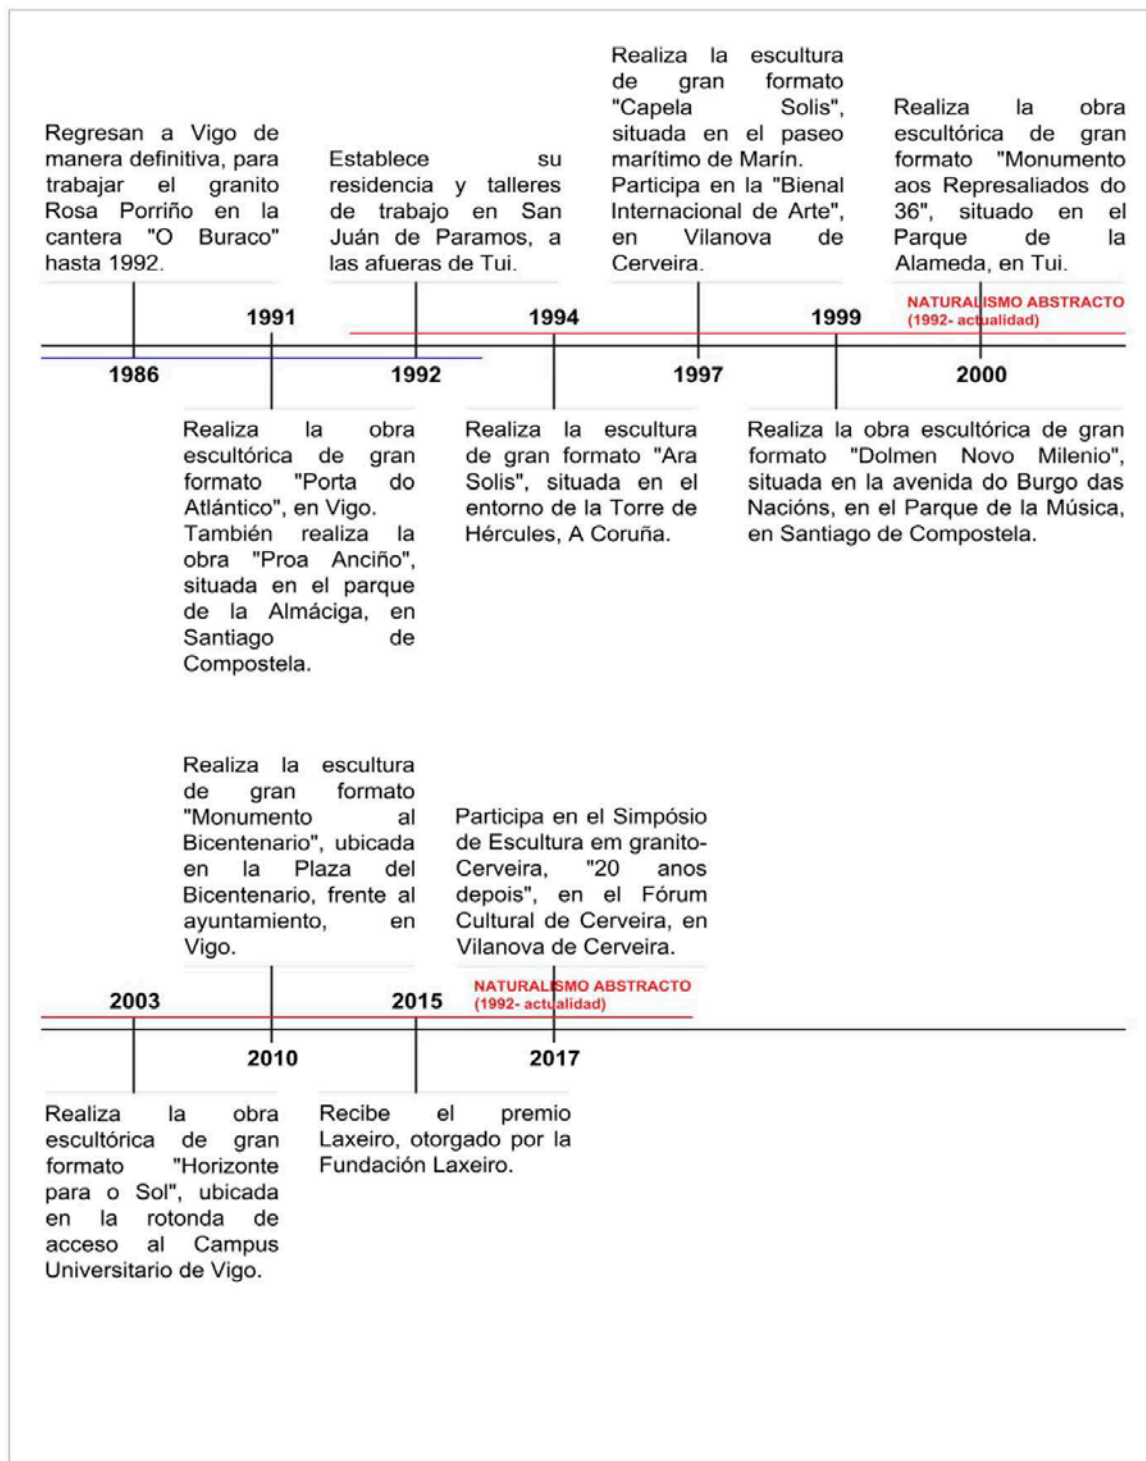 Regresan a Vigo de
manera definitiva, para
trabajar el granito
Rosa Porriño en la
cantera "O Buraco"
hasta 1992.
1986
1991
Realiza la obra
escultórica de gran
formato "Porta do
Atlántico", en Vigo.
También realiza la
obra "Proa Anciño",
situada en el parque
de la Almáciga, en
Santiago de
Compostela.
Establece su
residencia y talleres
de trabajo en San
Juán de Paramos, a
las afueras de Tui.
1992
1994
Realiza la escultura
de gran formato "Ara
Solis", situada en el
entorno de la Torre de
Hércules, A Coruña.
Realiza la escultura
de gran formato
"Capela Solis",
situada en el paseo
marítimo de Marín.
Participa en la "Bienal
Internacional de Arte",
en Vilanova de
Cerveira.
1997
1999
Realiza la obra escultórica de gran
formato "Dolmen Novo Milenio",
situada en la avenida do Burgo das
Nacións, en el Parque de la Música,
en Santiago de Compostela.
Realiza la obra
escultórica de gran
formato "Monumento
aos Represaliados do
36", situado en el
Parque de la
Alameda, en Tui.
NATURALISMO ABSTRACTO
(1992- actualidad)
2000
2003
Realiza la obra
escultórica de gran
formato "Horizonte
para o Sol", ubicada
en la rotonda de
acceso al Campus
Universitario de Vigo.
Realiza la escultura
de gran formato
"Monumento al
Bicentenario", ubicada
en la Plaza del
Bicentenario, frente al
ayuntamiento, en
Vigo.
2010
2015
Recibe el premio
Laxeiro, otorgado por la
Fundación Laxeiro.
Participa en el Simpósio
de Escultura em granito-
Cerveira, "20 anos
depois", en el Fórum
Cultural de Cerveira, en
Vilanova de Cerveira.
NATURALISMO ABSTRACTO
(1992- actualidad)
2017